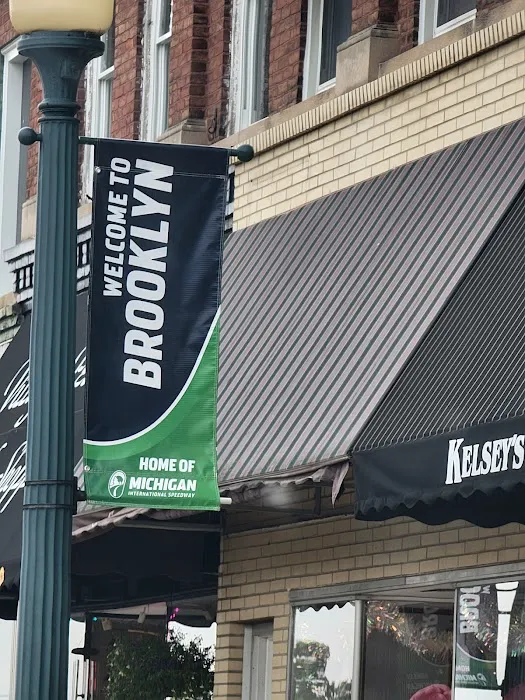 WELCOME TO
BROOKLYN
HOME OF
MICHIGAN
INTERNATIONAL SPEEDWAY
KELSEY'S